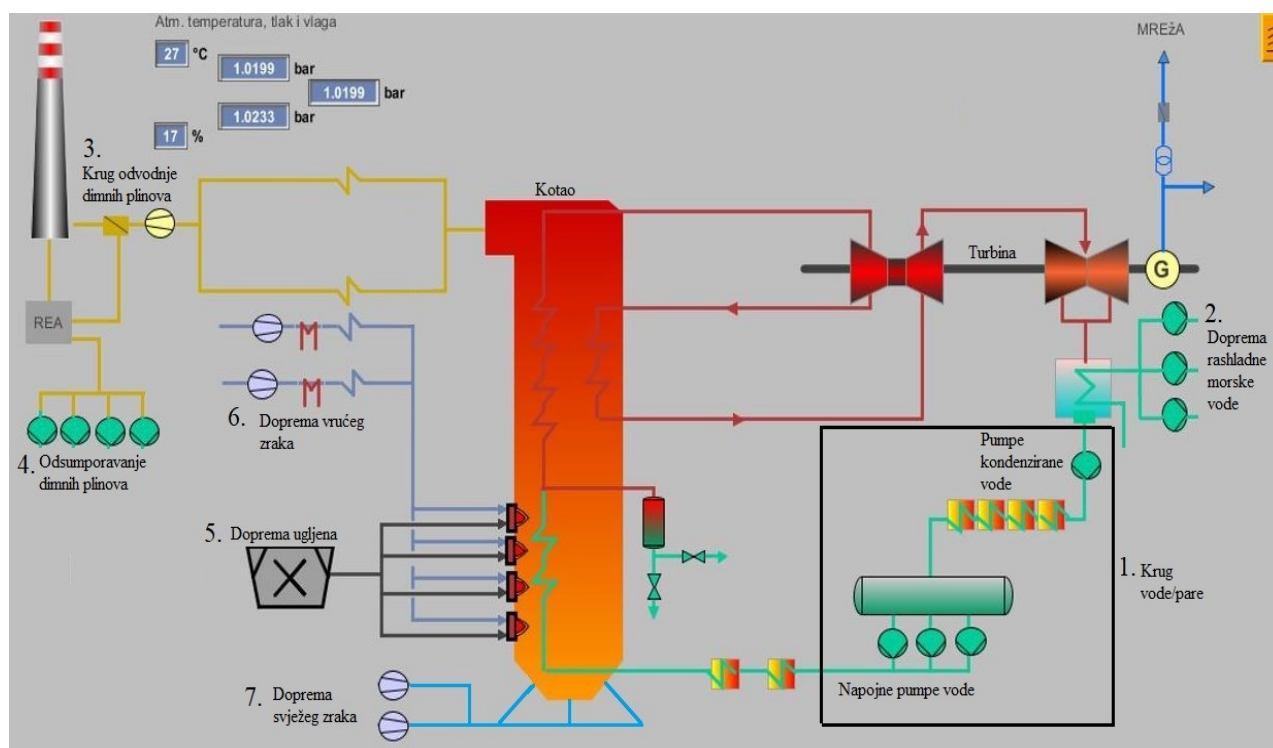 Atm. temperatura, tlak i vlaga
27 °C
1.0199 bar
1.0199 bar
1.0233 bar
17 %
MREžA
3.
Krug odvodnje
dimnih plinova
Kotao
Turbina
G
REA
2.
Doprema
rashladne
morske
vode
6. Doprema vrućeg
zraka
4. Odsumporavanje
dimnih plinova
Pumpe
kondenzirane
vode
5. Doprema ugljena
1. Krug
vode/pare
Napojne pumpe vode
7. Doprema
svježeg zraka